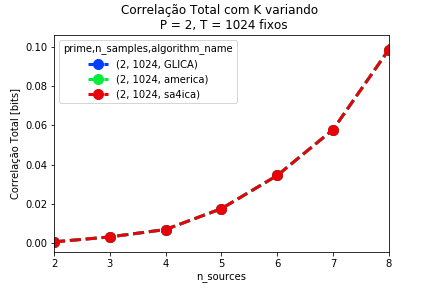 Correlação Total com K variando
P = 2, T = 1024 fixos
prime,n_samples,algorithm_name
(2, 1024, GLICA)
(2, 1024, america)
(2, 1024, sa4ica)
Correlação Total [bits]
0.10
0.08
0.06
0.04
0.02
0.00
2 3 4 5 6 7 8
n_sources